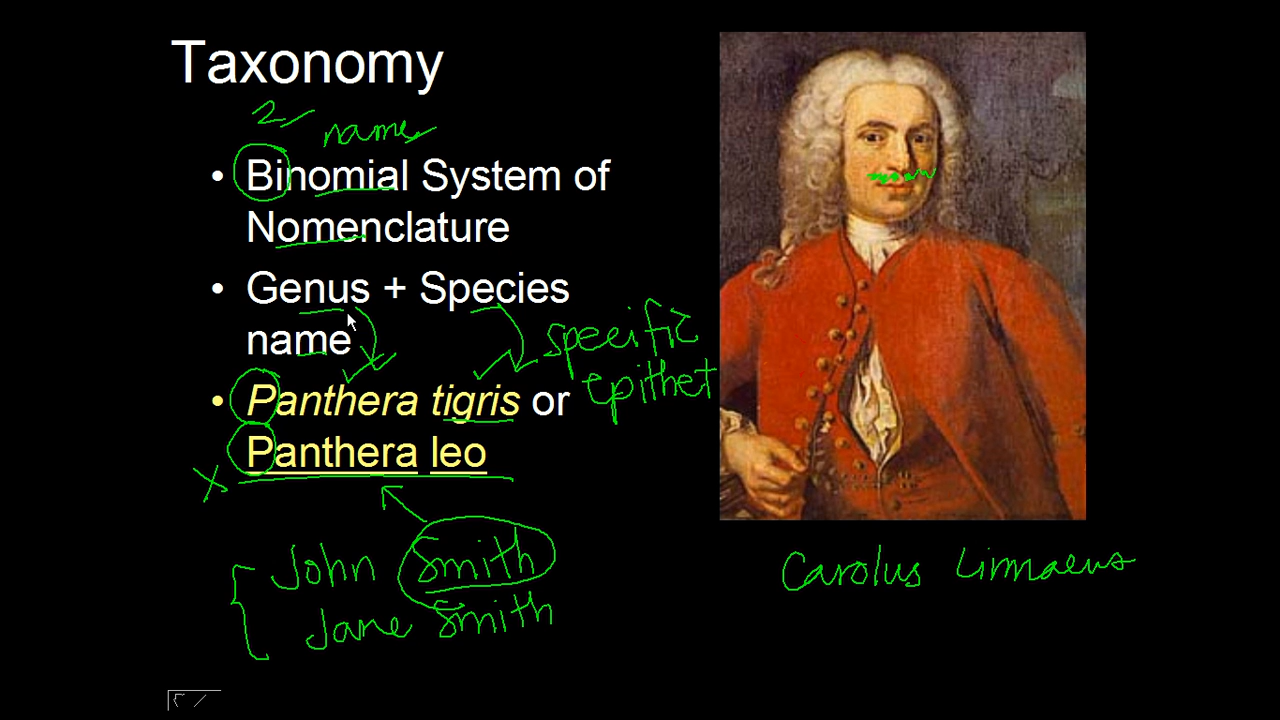 Taxonomy
2 name
• Binomial System of
Nomenclature
• Genus + Species
name
specific
epithet
• Panthera tigris or
Panthera leo
x
John Smith
Jane Smith
Carolus Linnaeus